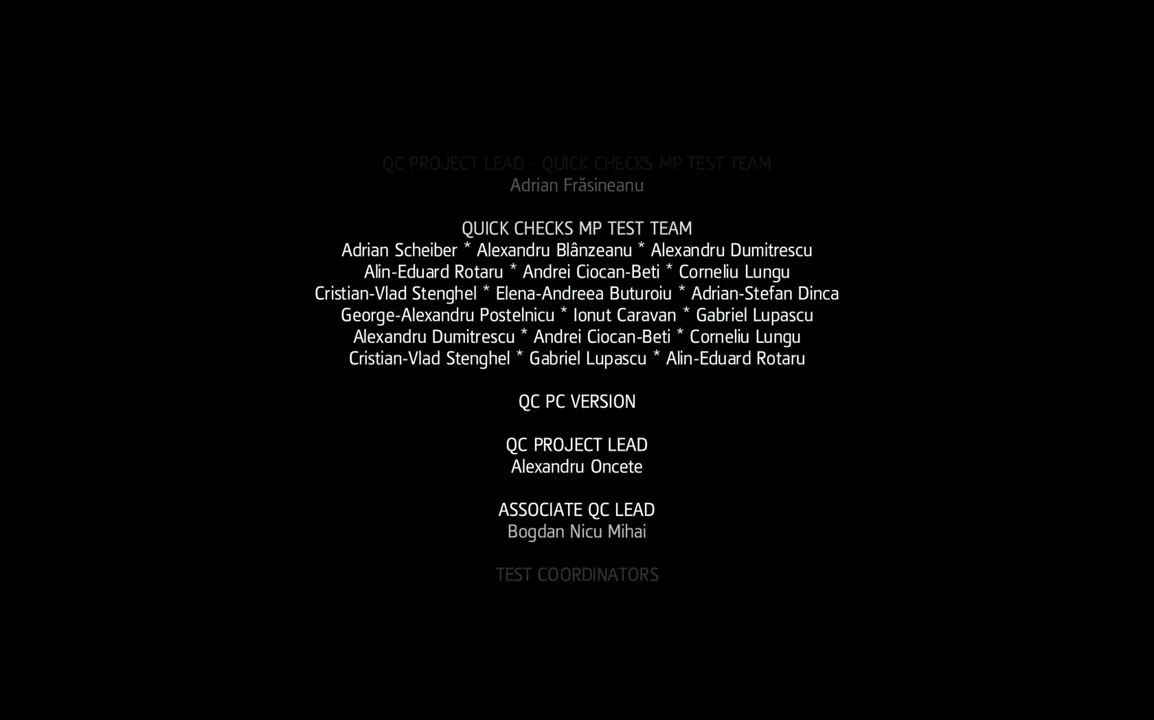 QC PROJECT LEAD - QUICK CHECKS MP TEST TEAM
Adrian Frăsineanu
QUICK CHECKS MP TEST TEAM
Adrian Scheiber * Alexandru Blânzeanu * Alexandru Dumitrescu
Alin-Eduard Rotaru * Andrei Ciocan-Beti * Corneliu Lungu
Cristian-Vlad Stenghel * Elena-Andreea Buturoiu * Adrian-Stefan Dinca
George-Alexandru Postelnicu * Ionut Caravan * Gabriel Lupascu
Alexandru Dumitrescu * Andrei Ciocan-Beti * Corneliu Lungu
Cristian-Vlad Stenghel * Gabriel Lupascu * Alin-Eduard Rotaru
QC PC VERSION
QC PROJECT LEAD
Alexandru Oncete
ASSOCIATE QC LEAD
Bogdan Nicu Mihai
TEST COORDINATORS